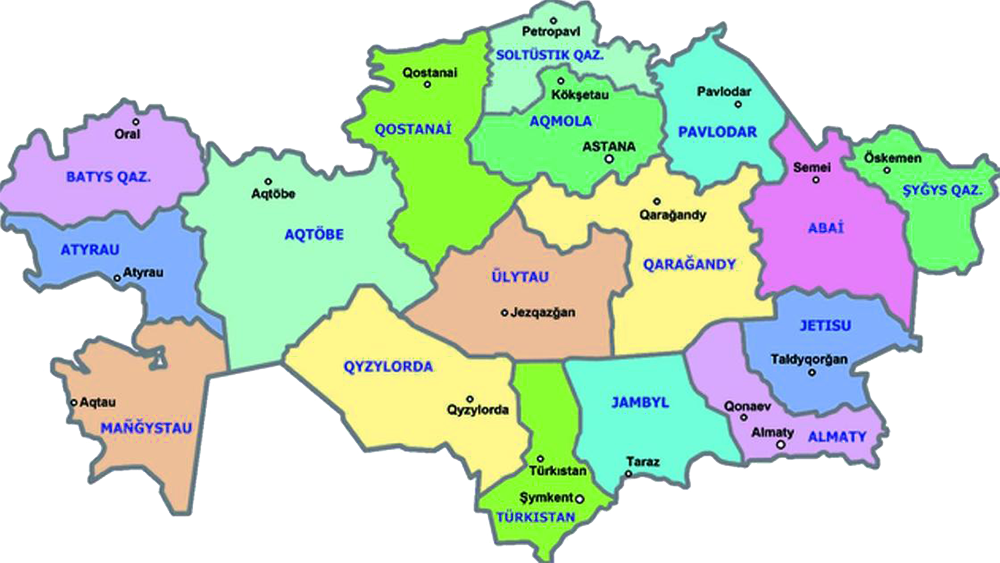 Petropavl
SOLTÜSTIK QAZ.
Qostanai
Kökşetau
Pavlodar
QOSTANAİ
AQMOLA
PAVLODAR
Oral
ASTANA
Öskemen
Semei
BATYS QAZ.
Aqtöbe
ŞYĞYS QAZ.
Qarağandy
AQTÖBE
ABAİ
ATYRAU
Atyrau
QARAĞANDY
ÜLYTAU
Jezqazğan
JETISU
Taldyqorğan
QYZYLORDA
Aqtau
Qyzylorda
JAMBYL
Qonaev
MAÑĞYSTAU
Almaty
ALMATY
Türkıstan
Taraz
Şymkent
TÜRKISTAN